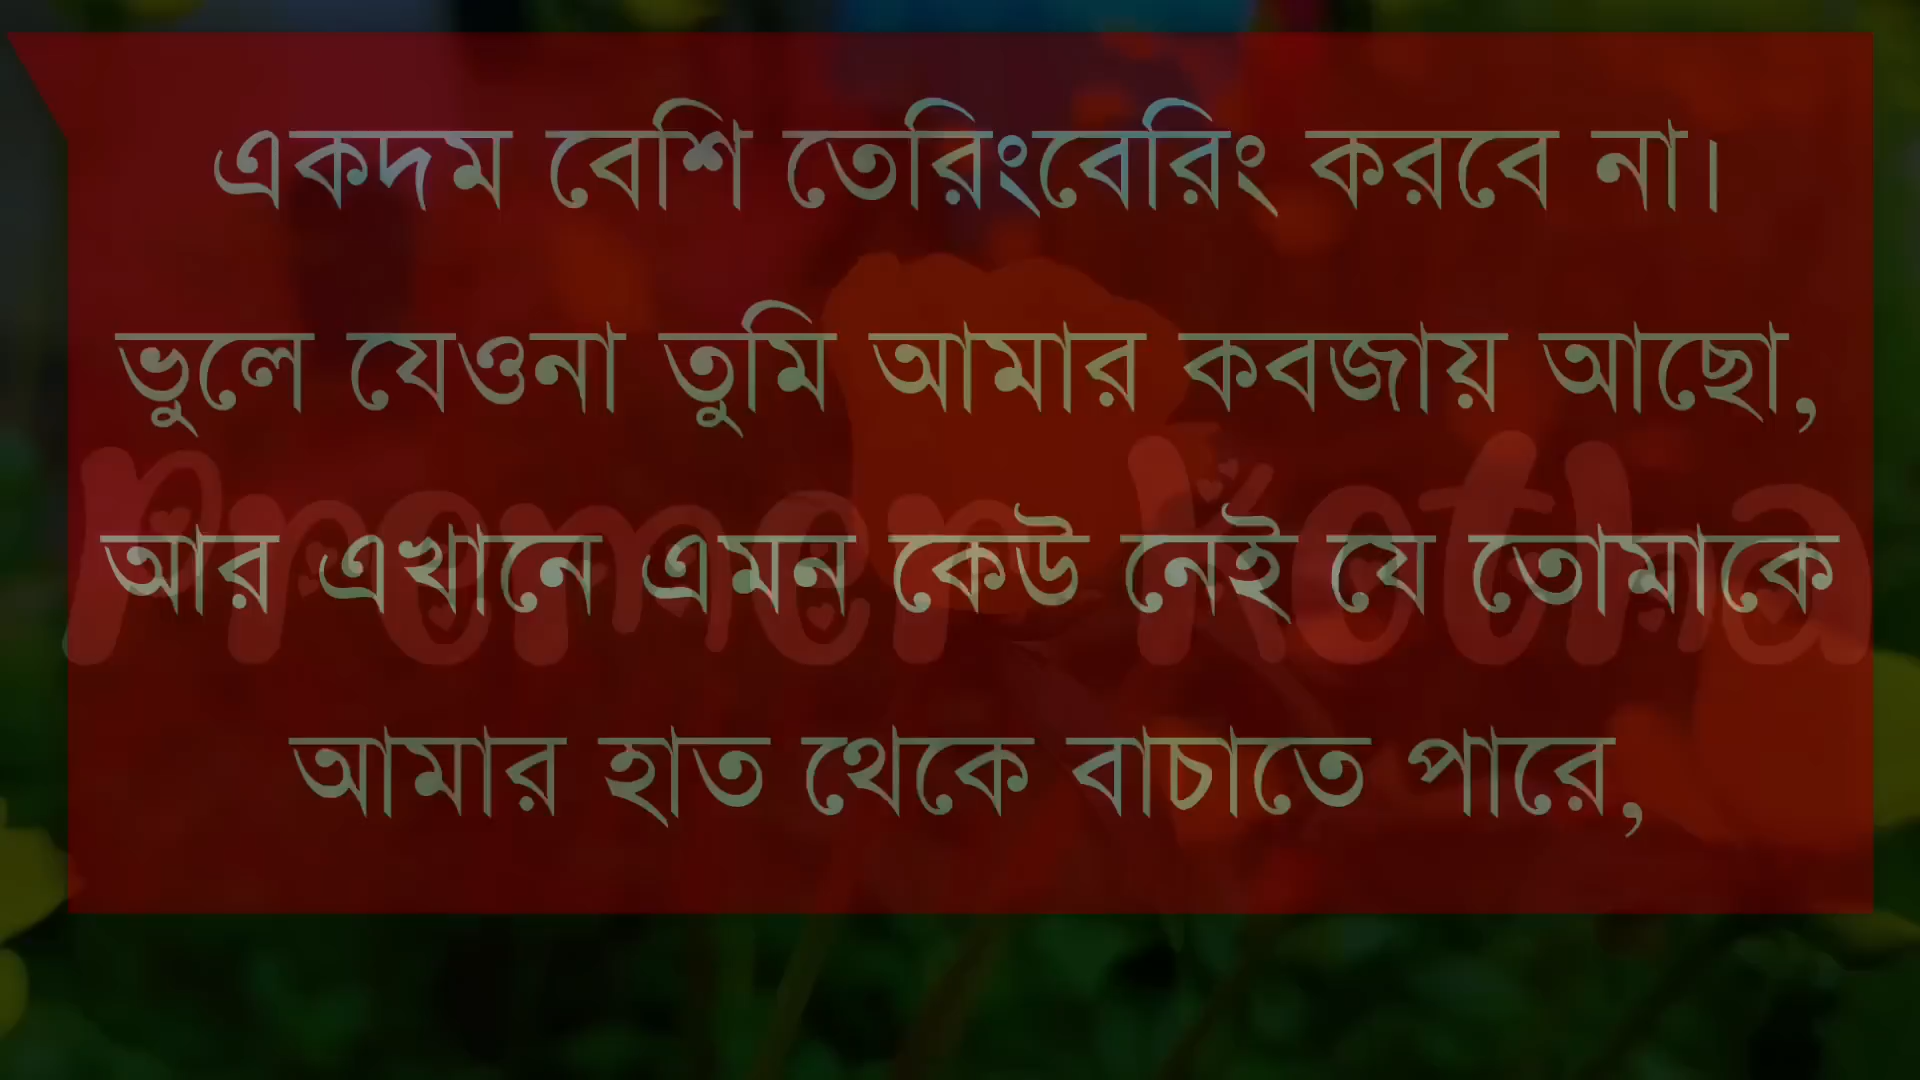 একদম বেশি তেরিংবেরিং করবে না।
ভুলে যেওনা তুমি আমার কবজায় আছো,
Premer Kotha
আর এখানে এমন কেউ নেই যে তোমাকে
আমার হাত থেকে বাচাতে পারে,